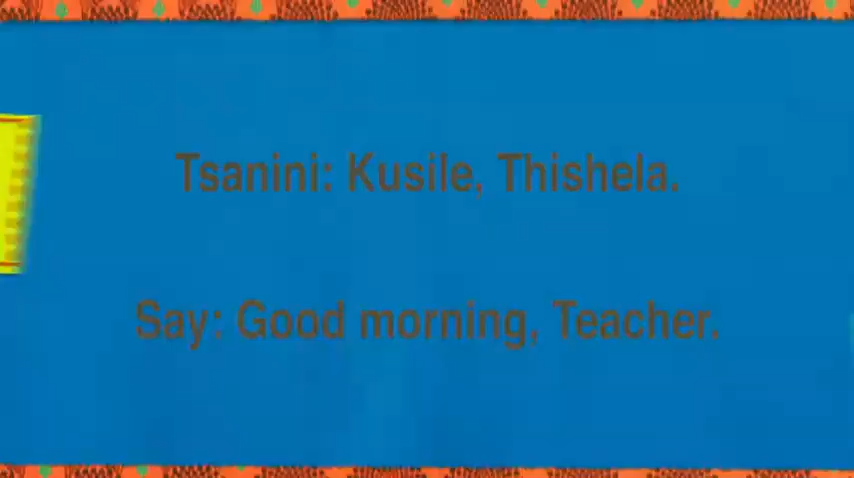 Tsanini: Kusile, Thishela.
Say: Good morning, Teacher.